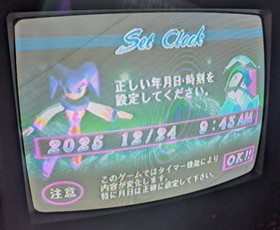 Set Clock
正しい年月日・時刻を
設定してください。
2025 12/24 9:43AM
このゲームではタイマー機能により
内容が変化します。
特に月日は正確に設定して下さい。
注意
OK!!